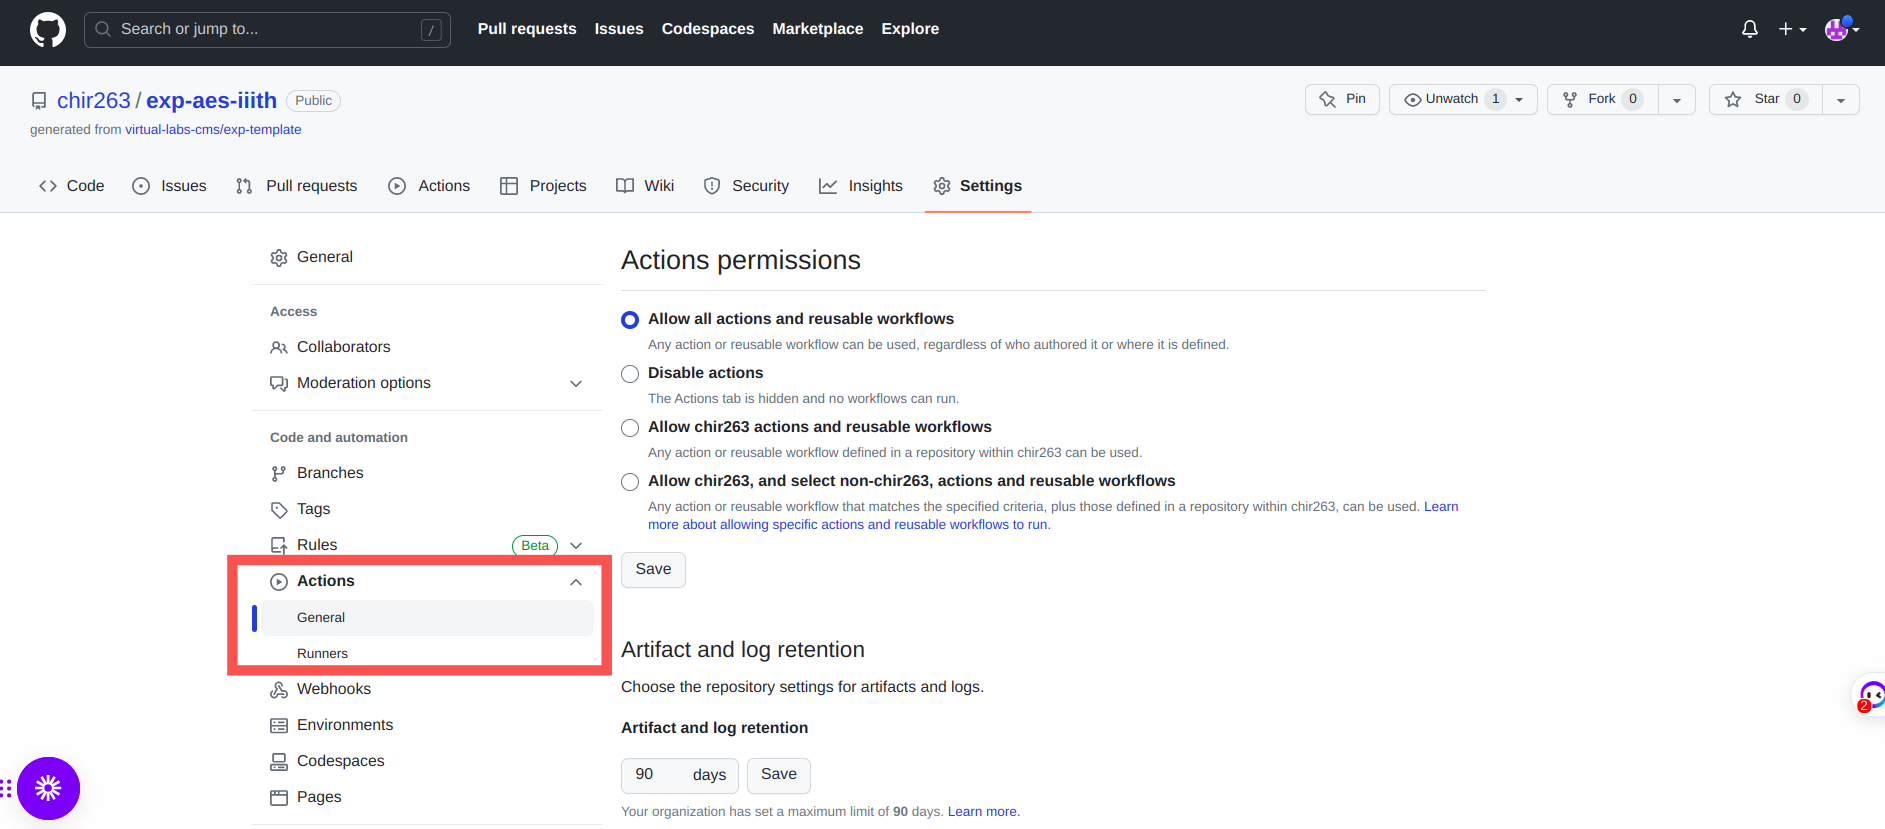 Search or jump to... /
Pull requests Issues Codespaces Marketplace Explore
chir263 / exp-aes-iiith Public
generated from virtual-labs-cms/exp-template
Pin
Unwatch 1
Fork 0
Star 0
Code Issues Pull requests Actions Projects Wiki Security Insights Settings
General
Access
Collaborators
Moderation options
Code and automation
Branches
Tags
Rules Beta
Actions
General
Runners
Webhooks
Environments
Codespaces
Pages
Actions permissions
Allow all actions and reusable workflows
Any action or reusable workflow can be used, regardless of who authored it or where it is defined.
Disable actions
The Actions tab is hidden and no workflows can run.
Allow chir263 actions and reusable workflows
Any action or reusable workflow defined in a repository within chir263 can be used.
Allow chir263, and select non-chir263, actions and reusable workflows
Any action or reusable workflow that matches the specified criteria, plus those defined in a repository within chir263, can be used. Learn
more about allowing specific actions and reusable workflows to run.
Save
Artifact and log retention
Choose the repository settings for artifacts and logs.
Artifact and log retention
90 days Save
Your organization has set a maximum limit of 90 days. Learn more.
2